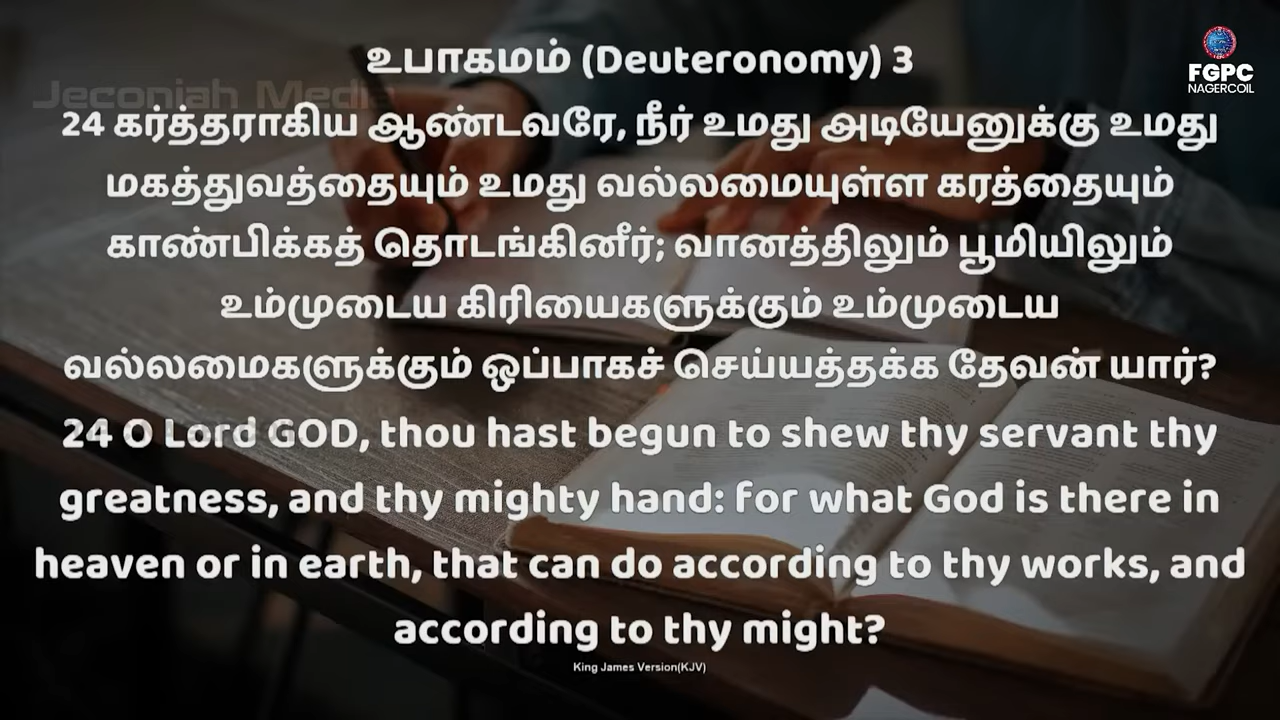 உபாகமம் (Deuteronomy) 3
Jeconiah Media
FGPC
NAGERCOIL
24 கர்த்தராகிய ஆண்டவரே, நீர் உமது அடியேனுக்கு உமது
மகத்துவத்தையும் உமது வல்லமையுள்ள கரத்தையும்
காண்பிக்கத் தொடங்கினீர்; வானத்திலும் பூமியிலும்
உம்முடைய கிரியைகளுக்கும் உம்முடைய
வல்லமைகளுக்கும் ஒப்பாகச் செய்யத்தக்க தேவன் யார்?
24 O Lord GOD, thou hast begun to shew thy servant thy
greatness, and thy mighty hand: for what God is there in
heaven or in earth, that can do according to thy works, and
according to thy might?
King James Version(KJV)